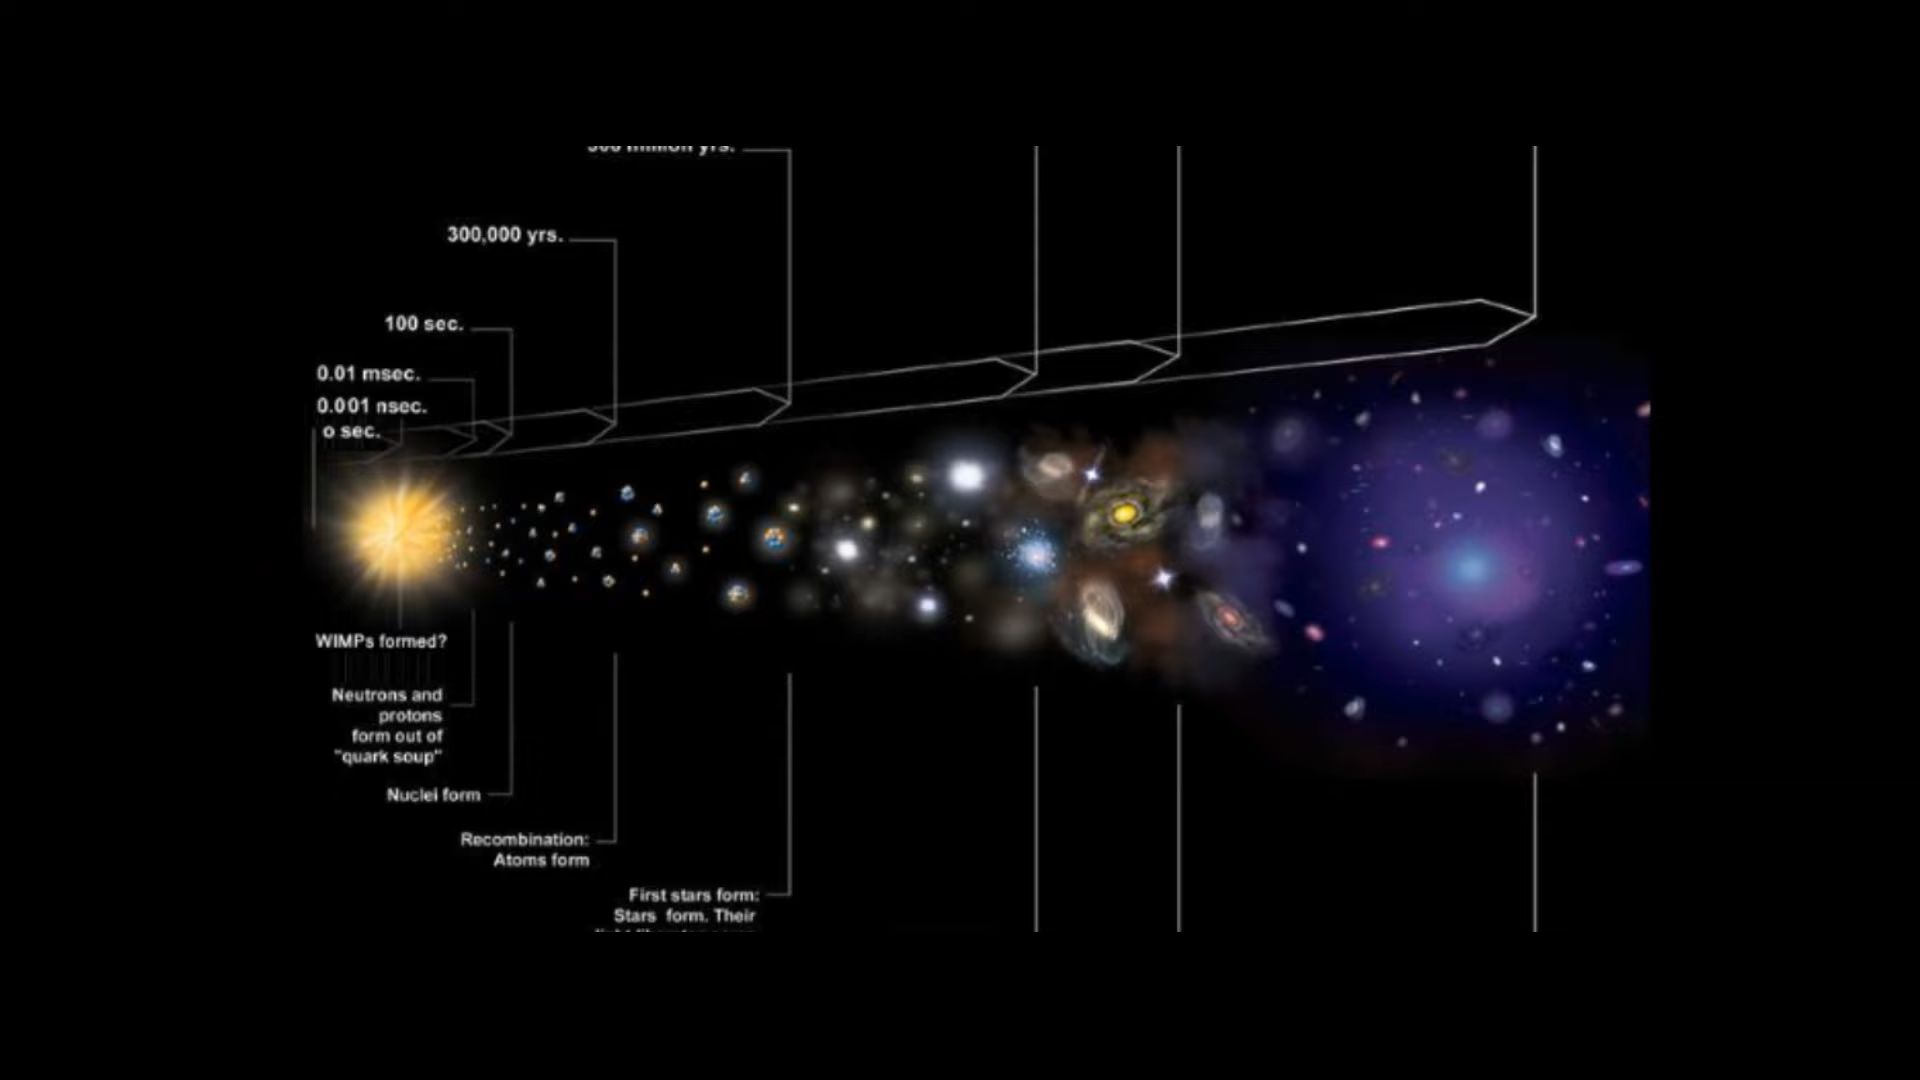 300,000 yrs.
100 sec.
0.01 msec.
0.001 nsec.
o sec.
WIMPs formed?
Neutrons and
protons
form out of
"quark soup"
Nuclei form
Recombination:
Atoms form
First stars form:
Stars form. Their